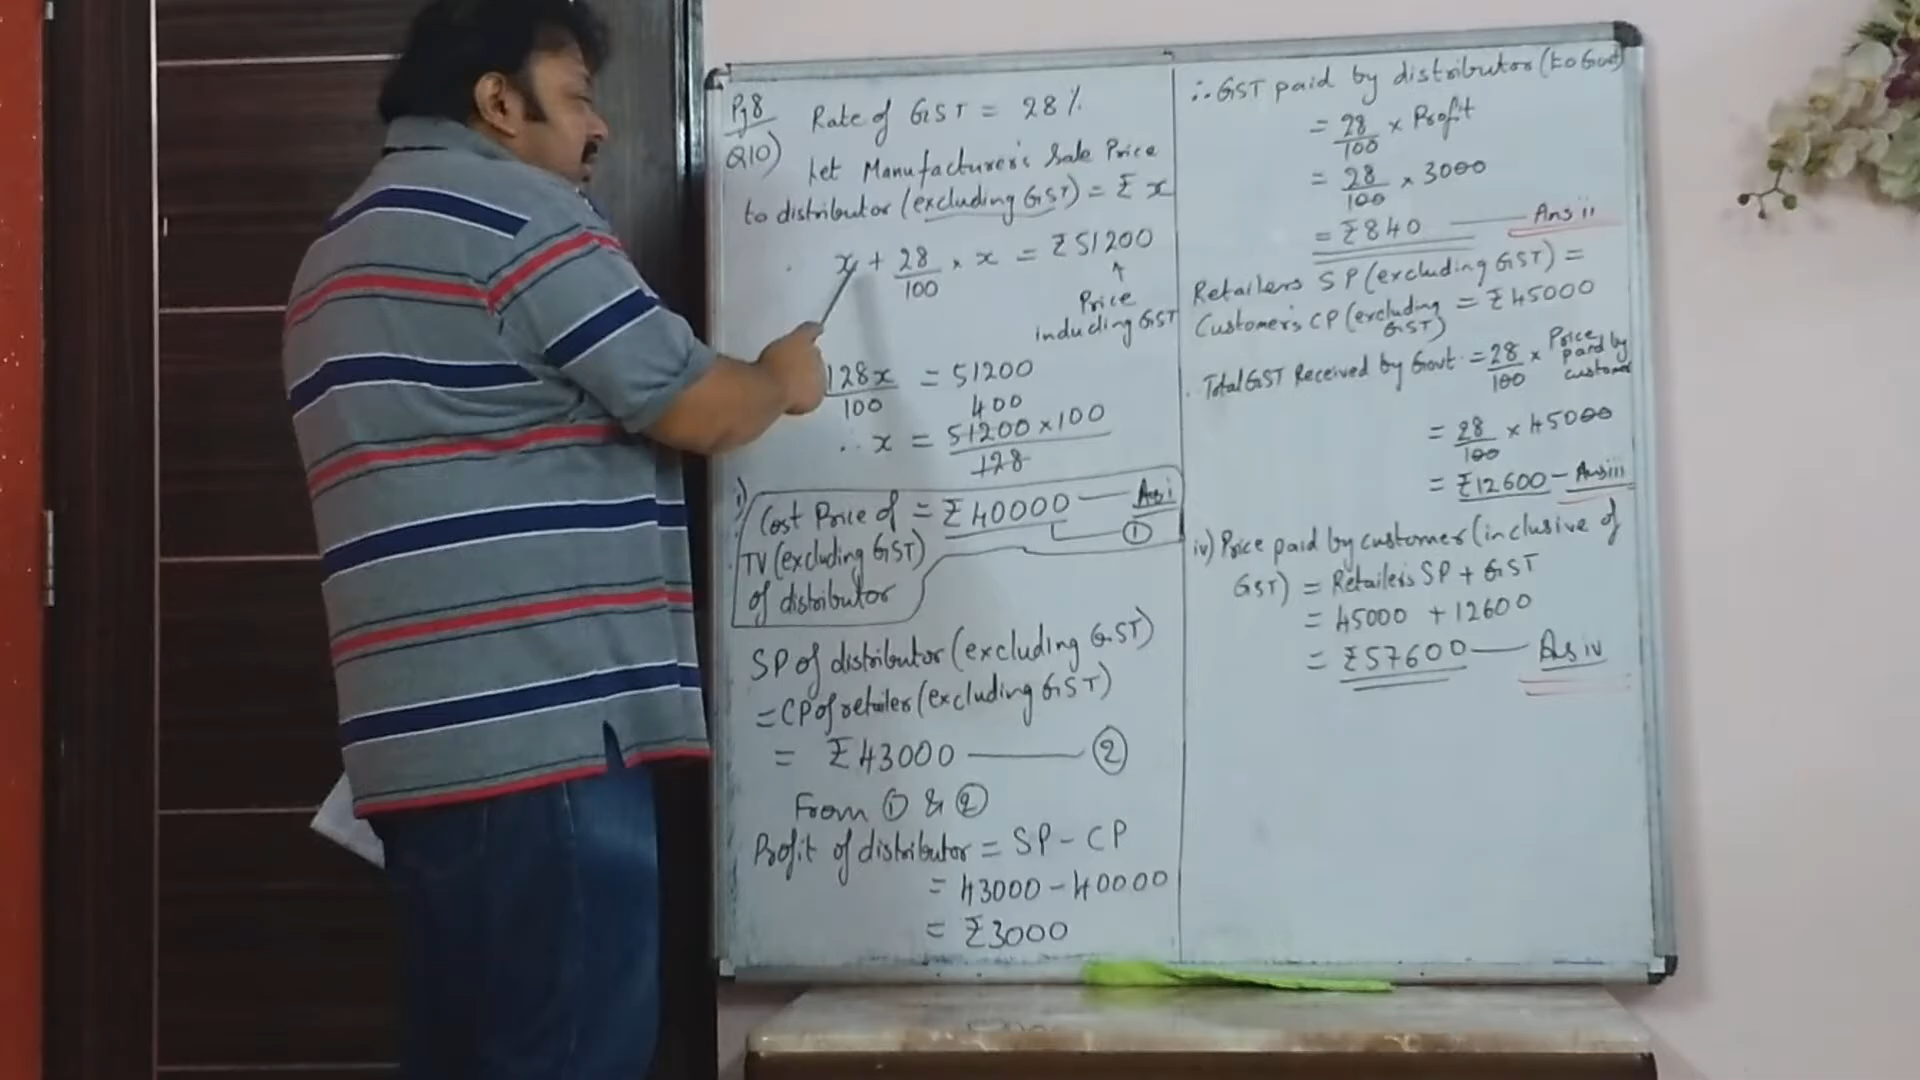 Pg 8
Q10) Rate of GST = 28 %
Let Manufacturer's Sale Price
to distributor (excluding GST) = ₹ x
x + 28/100 × x = ₹51200
↑
Price
including GST
128x/100 = 51200
400
∴ x = 51200 × 100 / 128
i) Cost Price of = ₹40000 — Ans i
TV (excluding GST) ①
of distributor
SP of distributor (excluding GST)
= CP of retailer (excluding GST)
= ₹43000 — ②
From ① & ②
Profit of distributor = SP - CP
= 43000 - 40000
= ₹3000
∴ GST paid by distributor (to Govt)
= 28/100 × Profit
= 28/100 × 3000
= ₹840 — Ans ii
Retailers SP (excluding GST) =
Customer's CP (excluding GST) = ₹45000
Total GST Received by Govt. = 28/100 × Price paid by customer
= 28/100 × 45000
= ₹12600 — Ans iii
iv) Price paid by customer (inclusive of
GST) = Retailer's SP + GST
= 45000 + 12600
= ₹57600 — Ans iv